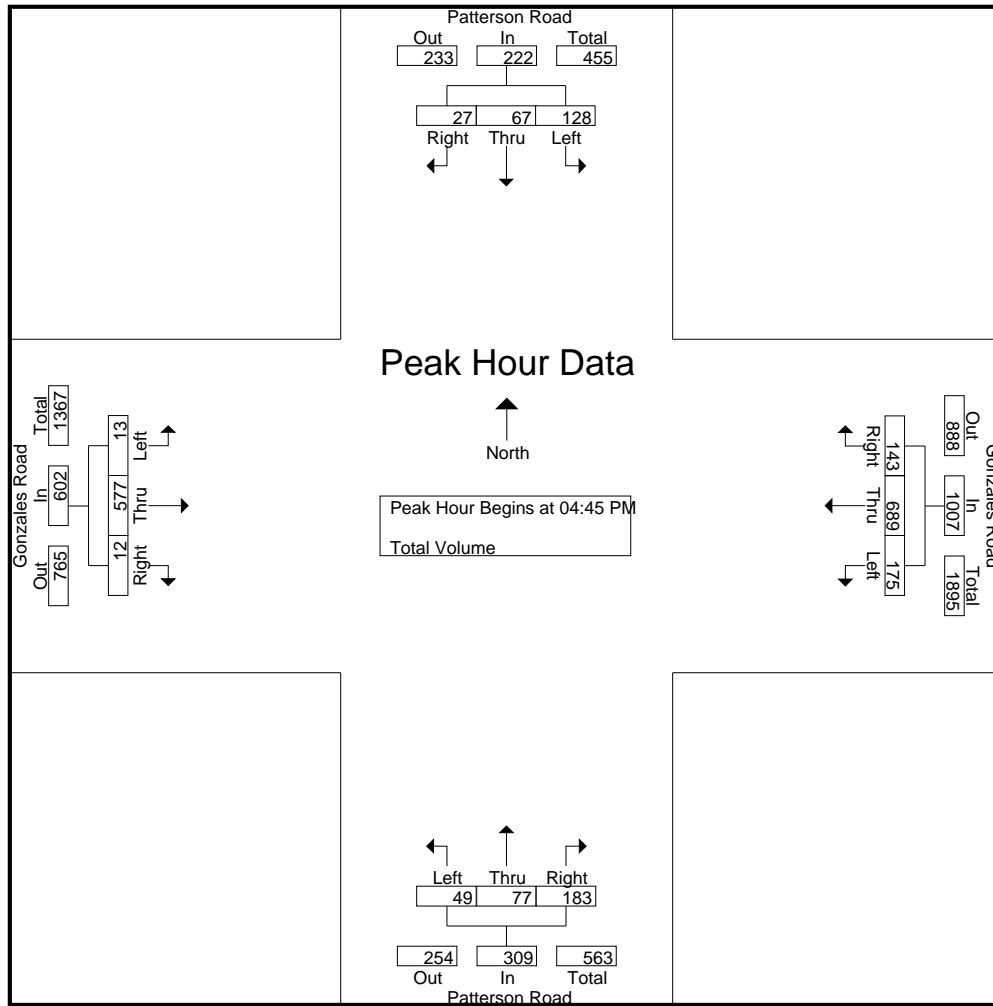 Patterson Road
Out In Total
233 222 455
27 67 128
Right Thru Left
Peak Hour Data
North
Peak Hour Begins at 04:45 PM
Total Volume
Gonzales Road
Out In Total
765 602 1367
12 577 13
Right Thru Left
Gonzales Road
Out In Total
888 1007 1895
143 689 175
Right Thru Left
Left Thru Right
49 77 183
254 309 563
Out In Total
Patterson Road